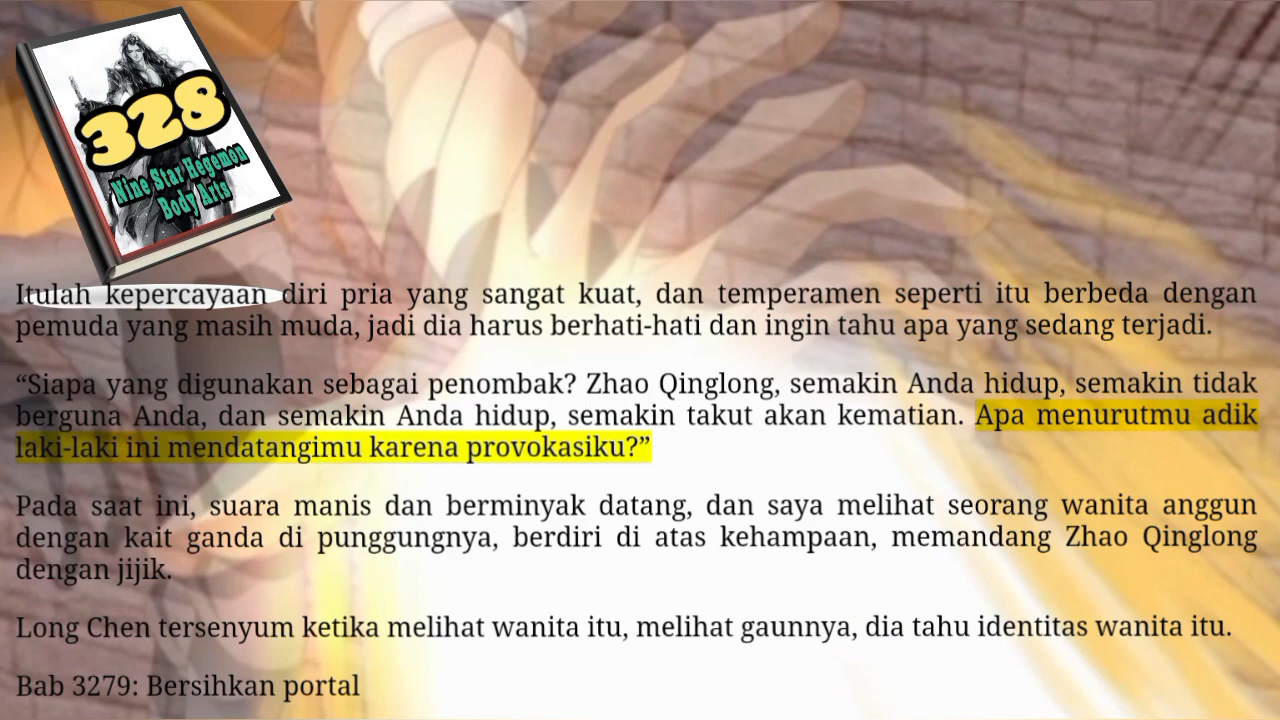 328
Nine Star Hegemon
Body Arts
Itulah kepercayaan diri pria yang sangat kuat, dan temperamen seperti itu berbeda dengan
pemuda yang masih muda, jadi dia harus berhati-hati dan ingin tahu apa yang sedang terjadi.
“Siapa yang digunakan sebagai penombak? Zhao Qinglong, semakin Anda hidup, semakin tidak
berguna Anda, dan semakin Anda hidup, semakin takut akan kematian. Apa menurutmu adik
laki-laki ini mendatangimu karena provokasiku?”
Pada saat ini, suara manis dan berminyak datang, dan saya melihat seorang wanita anggun
dengan kait ganda di punggungnya, berdiri di atas kehampaan, memandang Zhao Qinglong
dengan jijik.
Long Chen tersenyum ketika melihat wanita itu, melihat gaunnya, dia tahu identitas wanita itu.
Bab 3279: Bersihkan portal